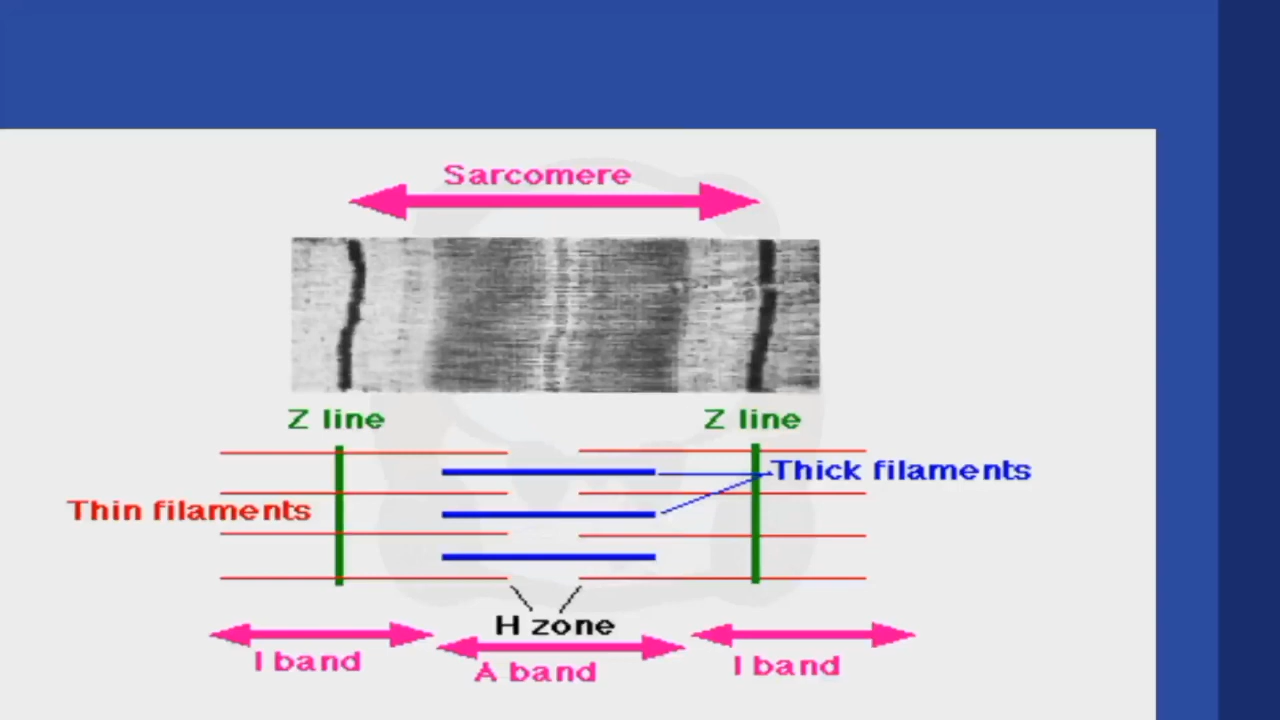 Sarcomere
Z line
Z line
Thick filaments
Thin filaments
H zone
I band
A band
I band